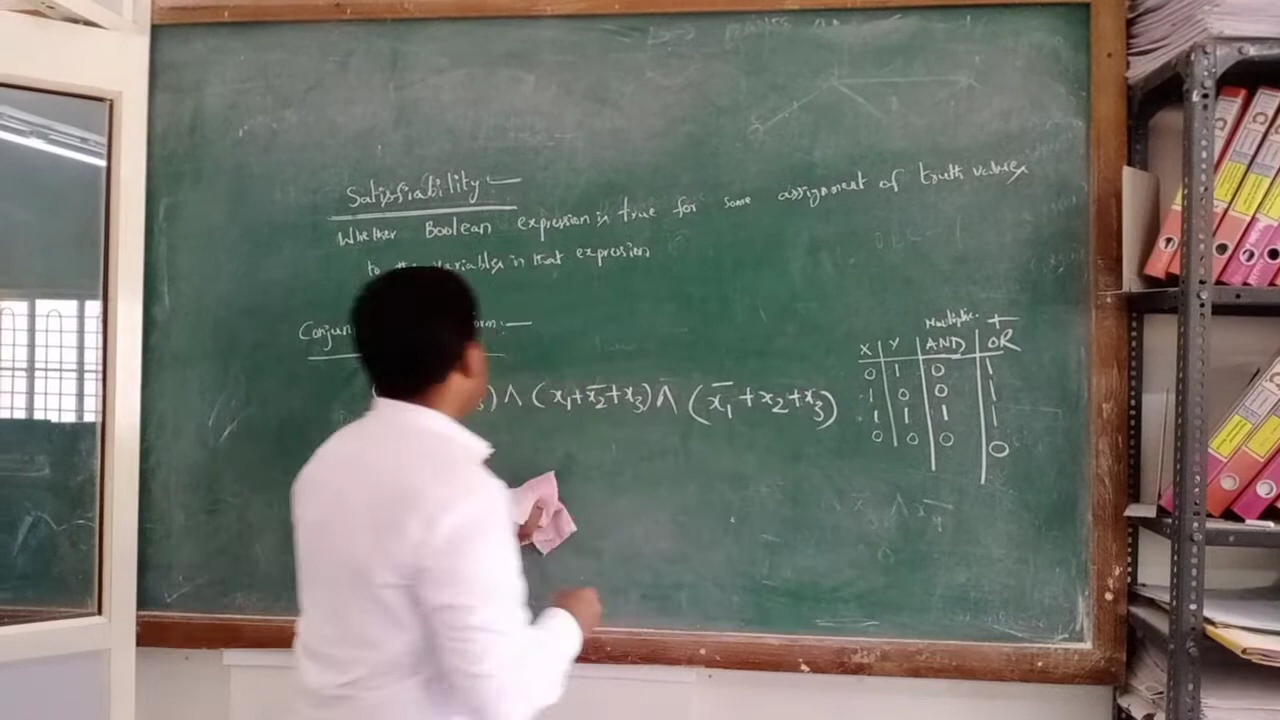 Satisfiability :-
Whether Boolean expression is true for some assignment of truth values
to variables in that expression
Conjun orm :-
3) ∧ (x₁+x̅₂+x₃) ∧ (x̅₁+x₂+x₃)
+
X Y AND OR
0 1 0 1
1 0 0 1
1 1 1 1
0 0 0 0